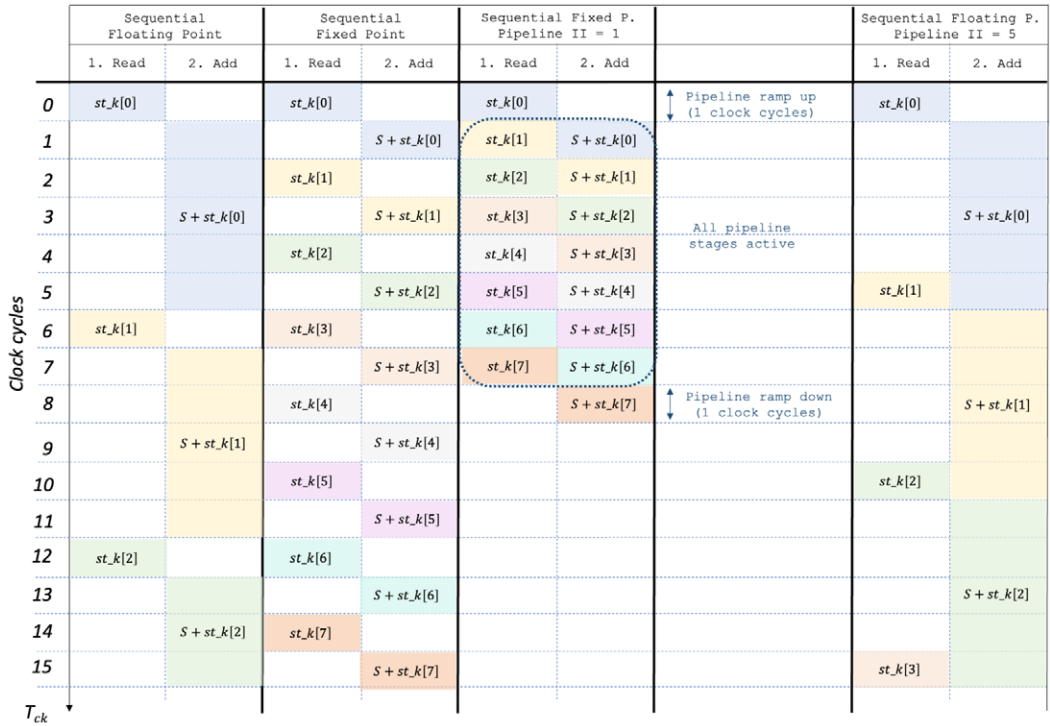 Sequential Floating Point
Sequential Fixed Point
Sequential Fixed P. Pipeline II = 1
Sequential Floating P. Pipeline II = 5
1. Read 2. Add 1. Read 2. Add 1. Read 2. Add 1. Read 2. Add
Clock cycles
0 st_k[0] st_k[0] st_k[0] Pipeline ramp up (1 clock cycles) st_k[0]
1 S + st_k[0] st_k[1] S + st_k[0]
2 st_k[1] st_k[2] S + st_k[1]
3 S + st_k[0] S + st_k[1] st_k[3] S + st_k[2] All pipeline stages active S + st_k[0]
4 st_k[2] st_k[4] S + st_k[3]
5 S + st_k[2] st_k[5] S + st_k[4] st_k[1]
6 st_k[1] st_k[3] st_k[6] S + st_k[5]
7 S + st_k[3] st_k[7] S + st_k[6]
8 st_k[4] S + st_k[7] Pipeline ramp down (1 clock cycles) S + st_k[1]
9 S + st_k[1] S + st_k[4]
10 st_k[5] st_k[2]
11 S + st_k[5]
12 st_k[2] st_k[6]
13 S + st_k[6] S + st_k[2]
14 S + st_k[2] st_k[7]
15 S + st_k[7] st_k[3]
T_ck